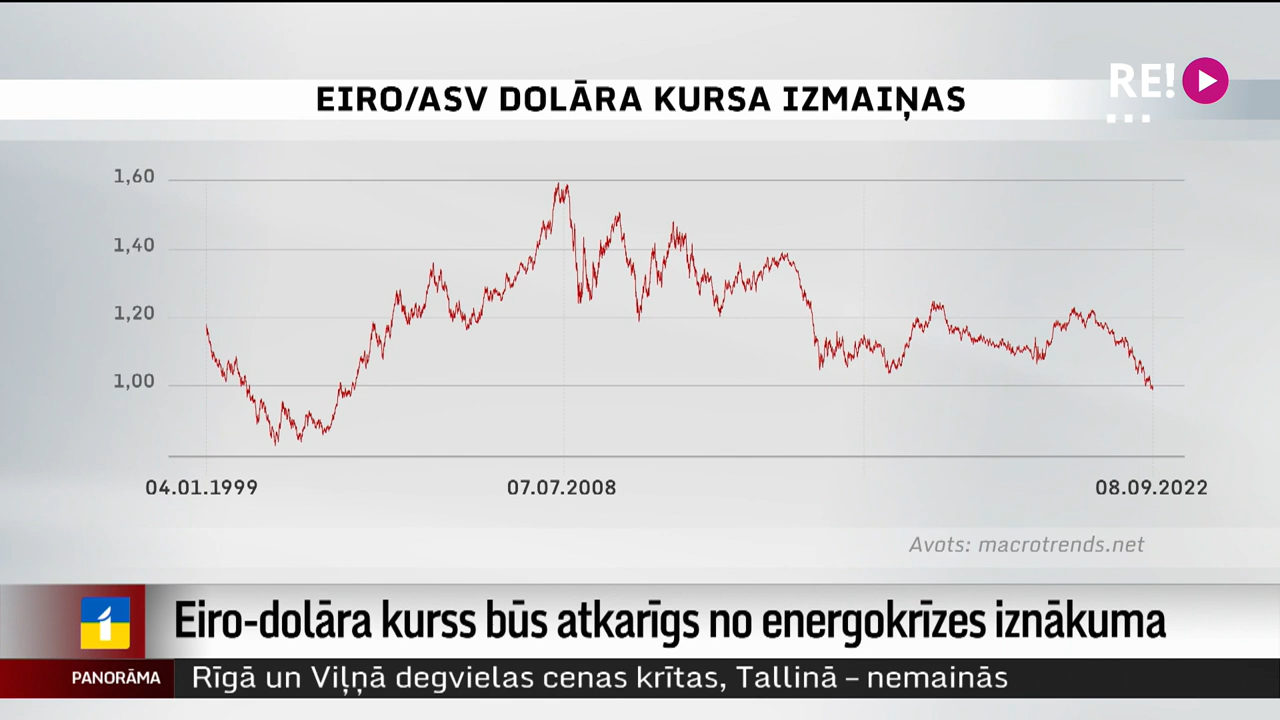 RE!
EIRO/ASV DOLĀRA KURSA IZMAIŅAS
1,60
1,40
1,20
1,00
04.01.1999 07.07.2008 08.09.2022
Avots: macrotrends.net
1
Eiro-dolāra kurss būs atkarīgs no energokrīzes iznākuma
PANORĀMA Rīgā un Viļņā degvielas cenas krītas, Tallinā – nemainās